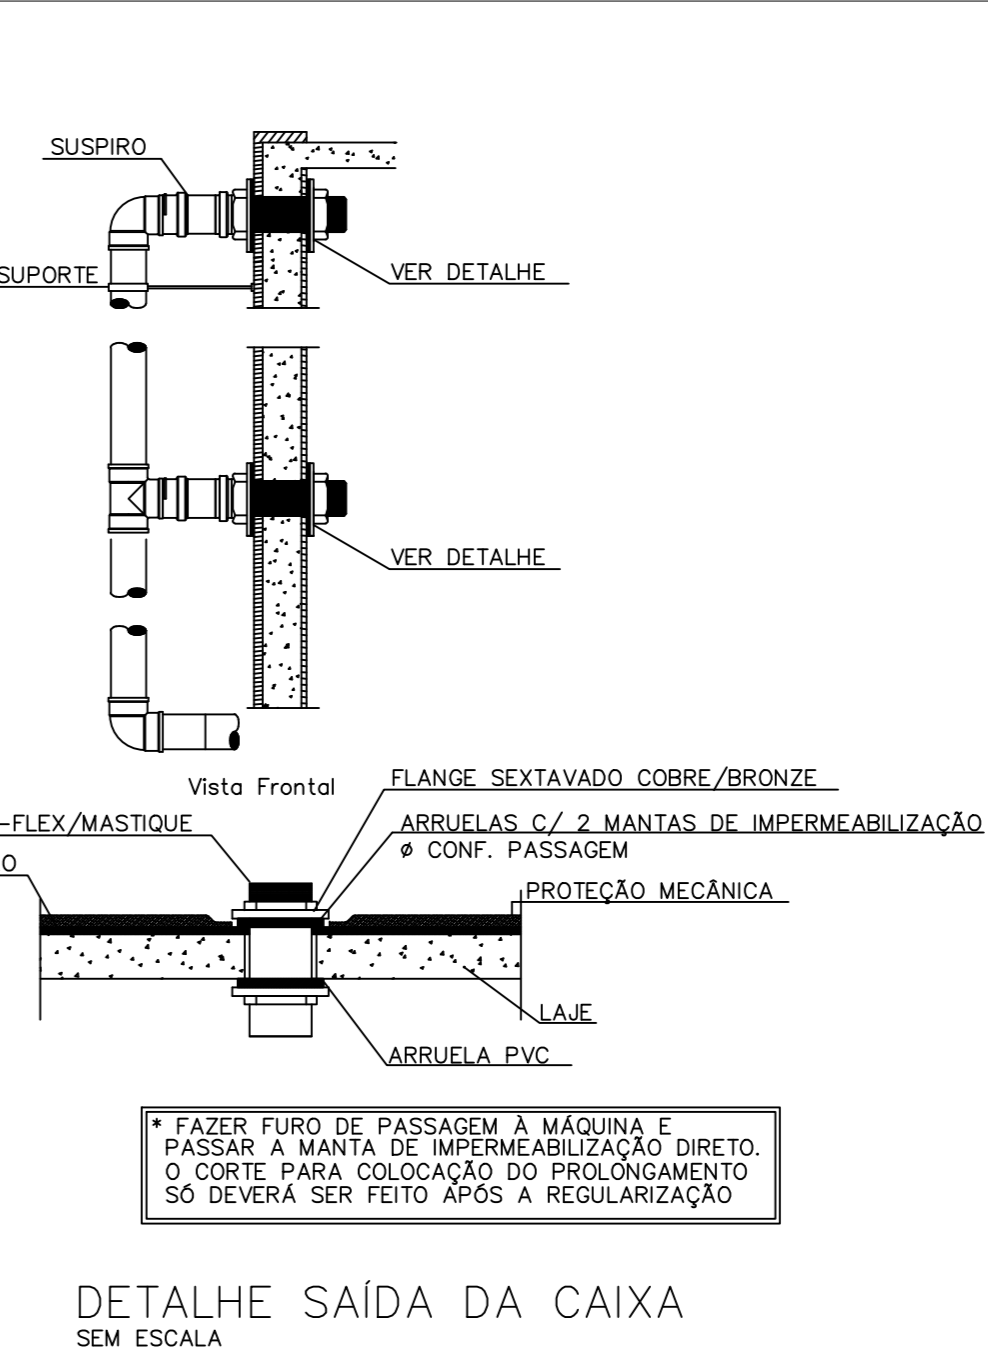 SUSPIRO
SUPORTE
VER DETALHE
VER DETALHE
Vista Frontal
FLANGE SEXTAVADO COBRE/BRONZE
-FLEX/MASTIQUE
ARRUELAS C/ 2 MANTAS DE IMPERMEABILIZAÇÃO
Ø CONF. PASSAGEM
O
PROTEÇÃO MECÂNICA
LAJE
ARRUELA PVC
* FAZER FURO DE PASSAGEM À MÁQUINA E
PASSAR A MANTA DE IMPERMEABILIZAÇÃO DIRETO.
O CORTE PARA COLOCAÇÃO DO PROLONGAMENTO
SÓ DEVERÁ SER FEITO APÓS A REGULARIZAÇÃO
DETALHE SAÍDA DA CAIXA
SEM ESCALA